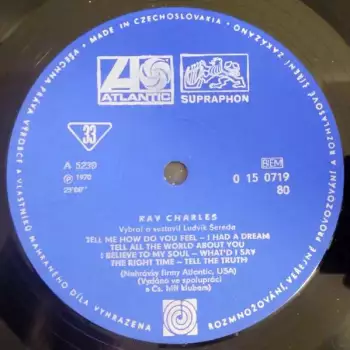 MADE IN CZECHOSLOVAKIA • ROZHLASOVÉ ŠÍŘENÍ ZAKÁZÁNO
VŠECHNA PRÁVA VÝROBCE A VLASTNÍKŮ NAHRANÉHO DÍLA VYHRAZENA
ROZMNOŽOVÁNÍ, VEŘEJNÉ PROVOZOVÁNÍ A
ATLANTIC
SUPRAPHON
33
A 5239
℗ 1970
BIEM
0 15 0719
80
RAY CHARLES
Vybral a sestavil Ludvík Šereda
TELL ME HOW DO YOU FEEL — I HAD A DREAM
TELL ALL THE WORLD ABOUT YOU
I BELIEVE TO MY SOUL — WHAT'D I SAY
THE RIGHT TIME — TELL THE TRUTH
(Nahrávky firmy Atlantic, USA)
(Vydáno ve spolupráci
s Čs. hifi klubem)